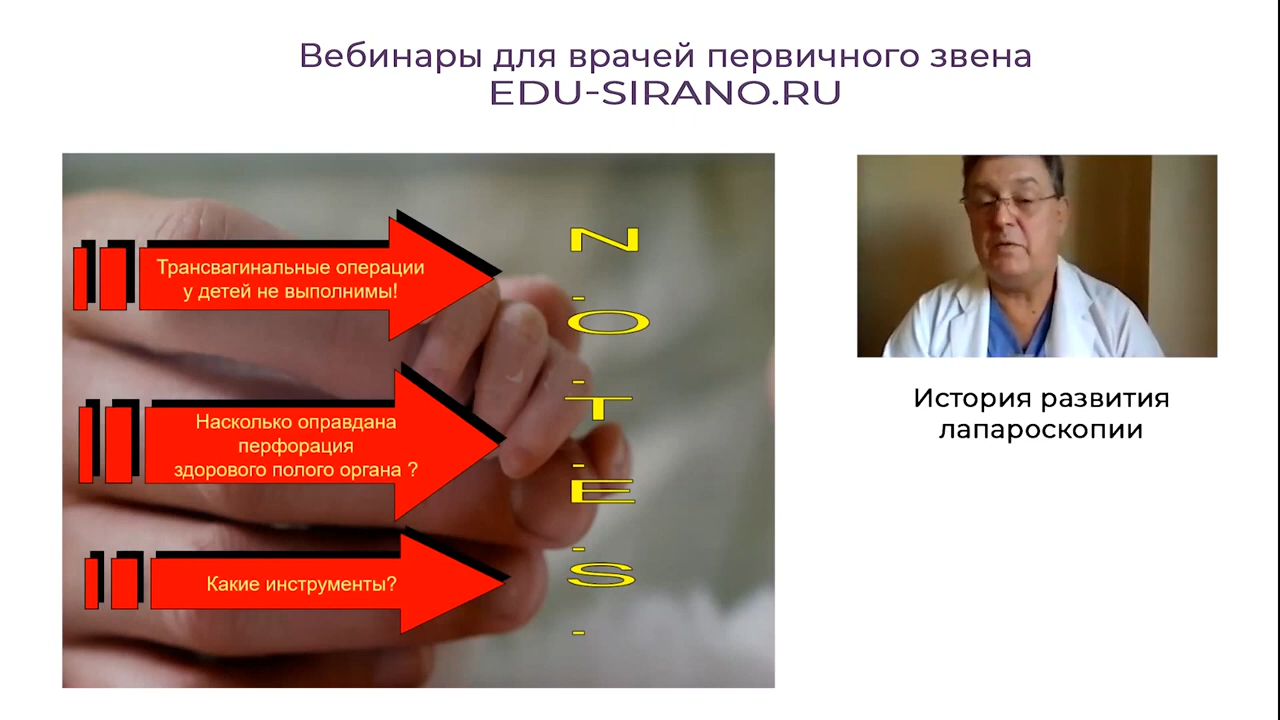 Вебинары для врачей первичного звена
EDU-SIRANO.RU
Трансвагинальные операции
у детей не выполнимы!
Насколько оправдана
перфорация
здорового полого органа ?
Какие инструменты?
N.O.T.E.S.
История развития
лапароскопии